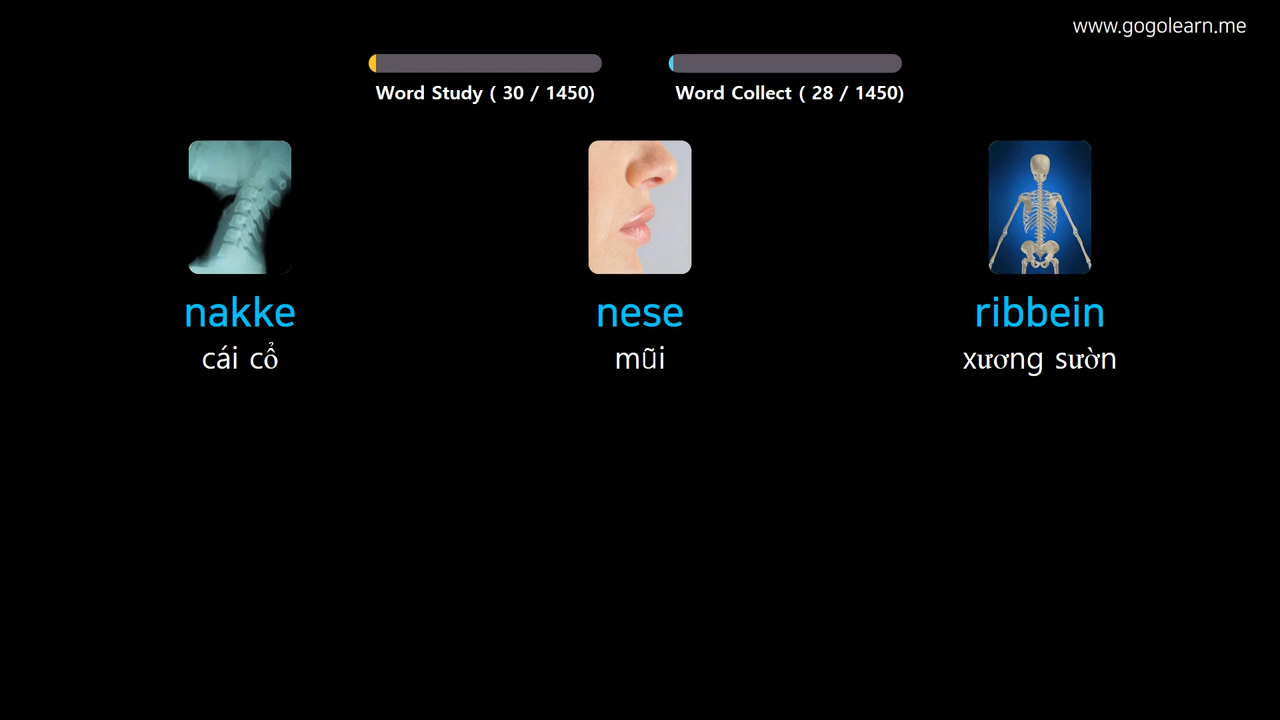 www.gogolearn.me
Word Study ( 30 / 1450)
Word Collect ( 28 / 1450)
nakke
nese
ribbein
cái cổ
mũi
xương sườn